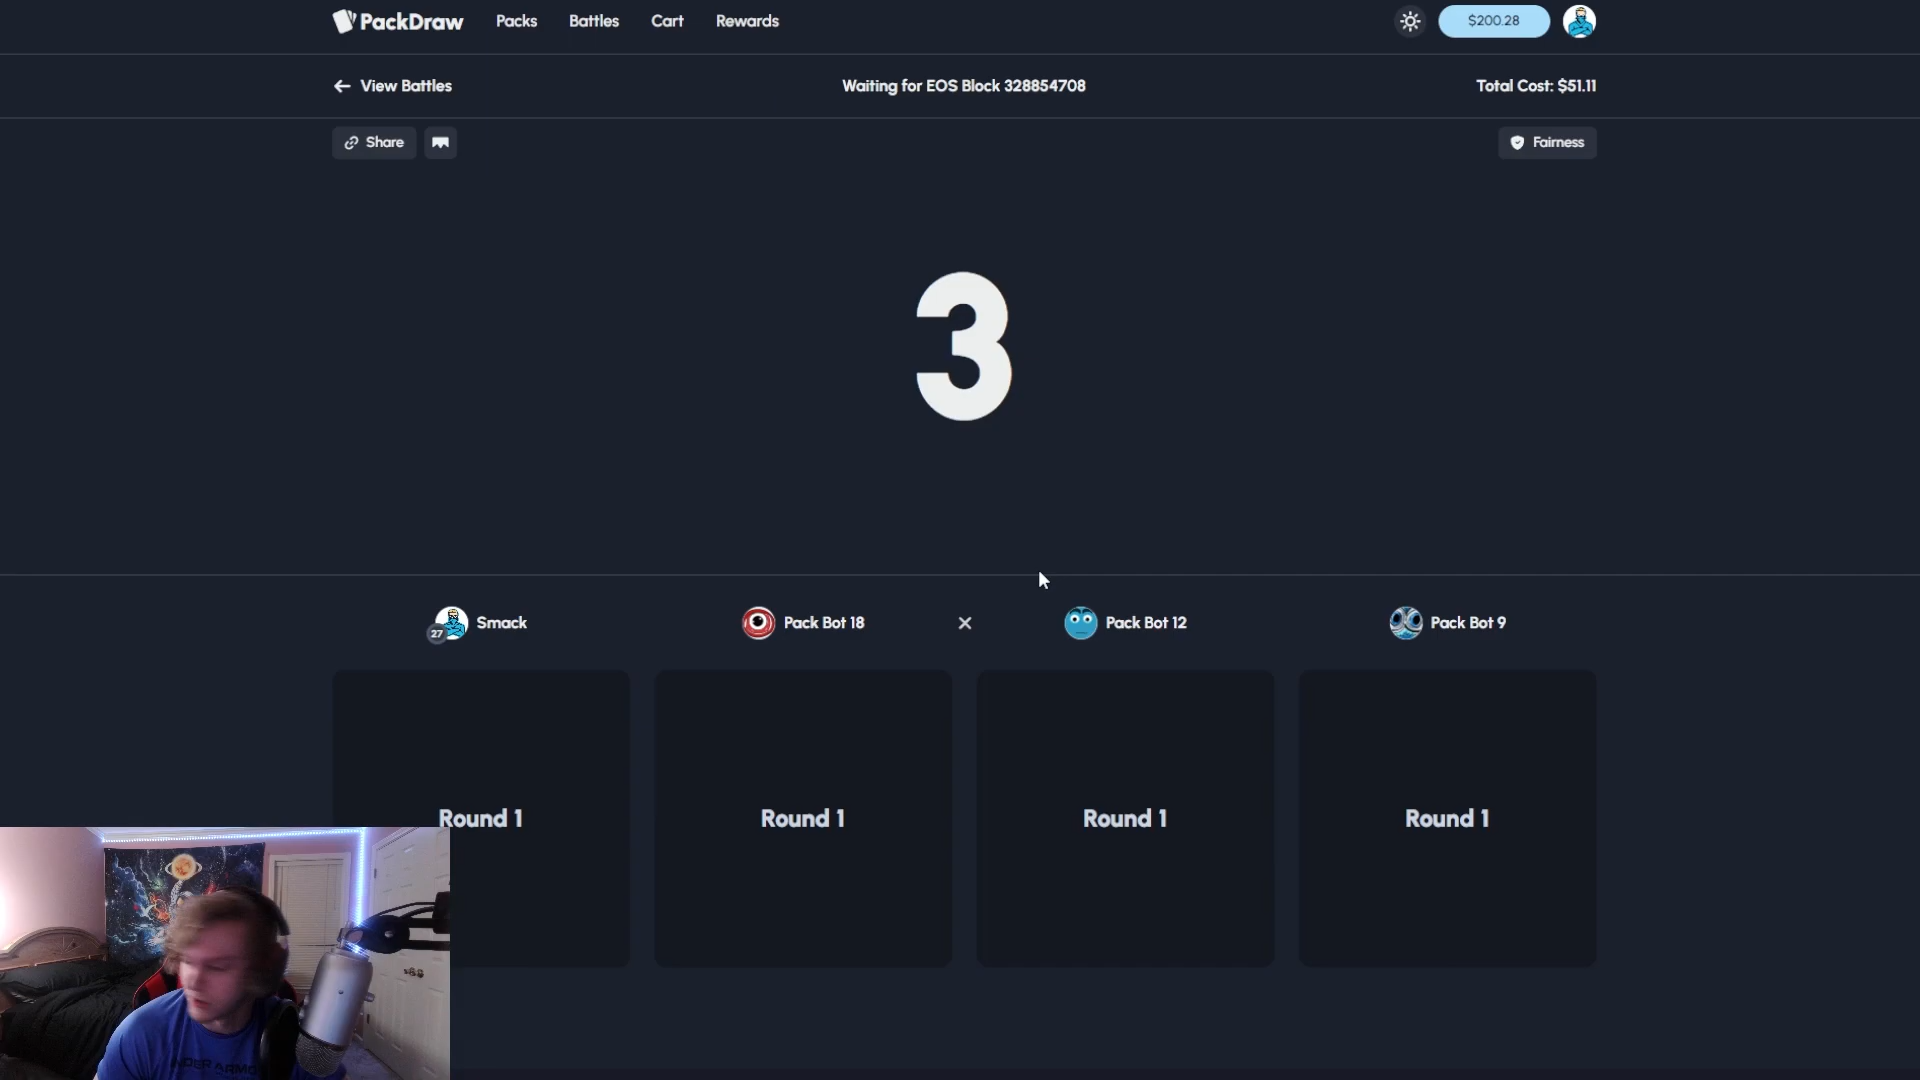 PackDraw Packs Battles Cart Rewards $200.28
View Battles Waiting for EOS Block 328854708 Total Cost: $51.11
Share Fairness
3
27 Smack Pack Bot 18 Pack Bot 12 Pack Bot 9
Round 1 Round 1 Round 1 Round 1
UNDER ARMO